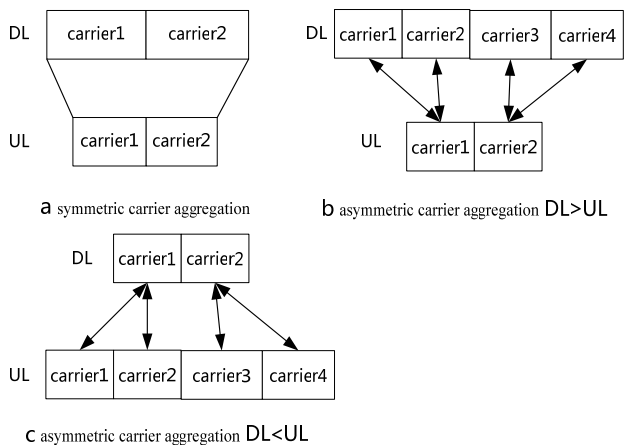 DL carrier1 carrier2
UL carrier1 carrier2
a symmetric carrier aggregation
DL carrier1 carrier2 carrier3 carrier4
UL carrier1 carrier2
b asymmetric carrier aggregation DL>UL
DL carrier1 carrier2
UL carrier1 carrier2 carrier3 carrier4
c asymmetric carrier aggregation DL<UL